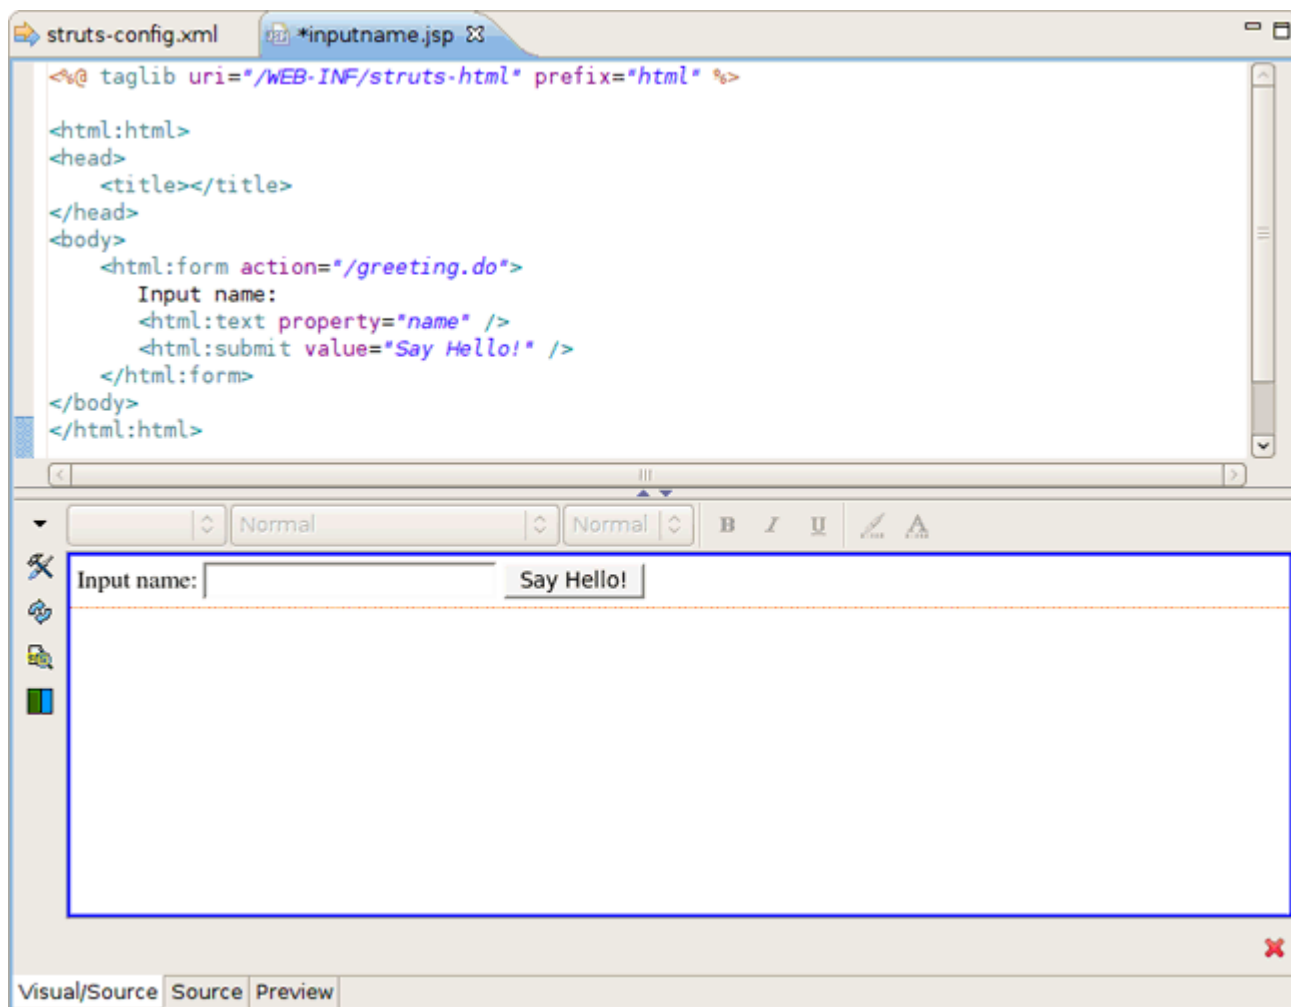 struts-config.xml *inputname.jsp
<%@ taglib uri="/WEB-INF/struts-html" prefix="html" %>
<html:html>
<head>
<title></title>
</head>
<body>
<html:form action="/greeting.do">
Input name:
<html:text property="name" />
<html:submit value="Say Hello!" />
</html:form>
</body>
</html:html>
Normal Normal B I U A
Input name: Say Hello!
Visual/Source Source Preview